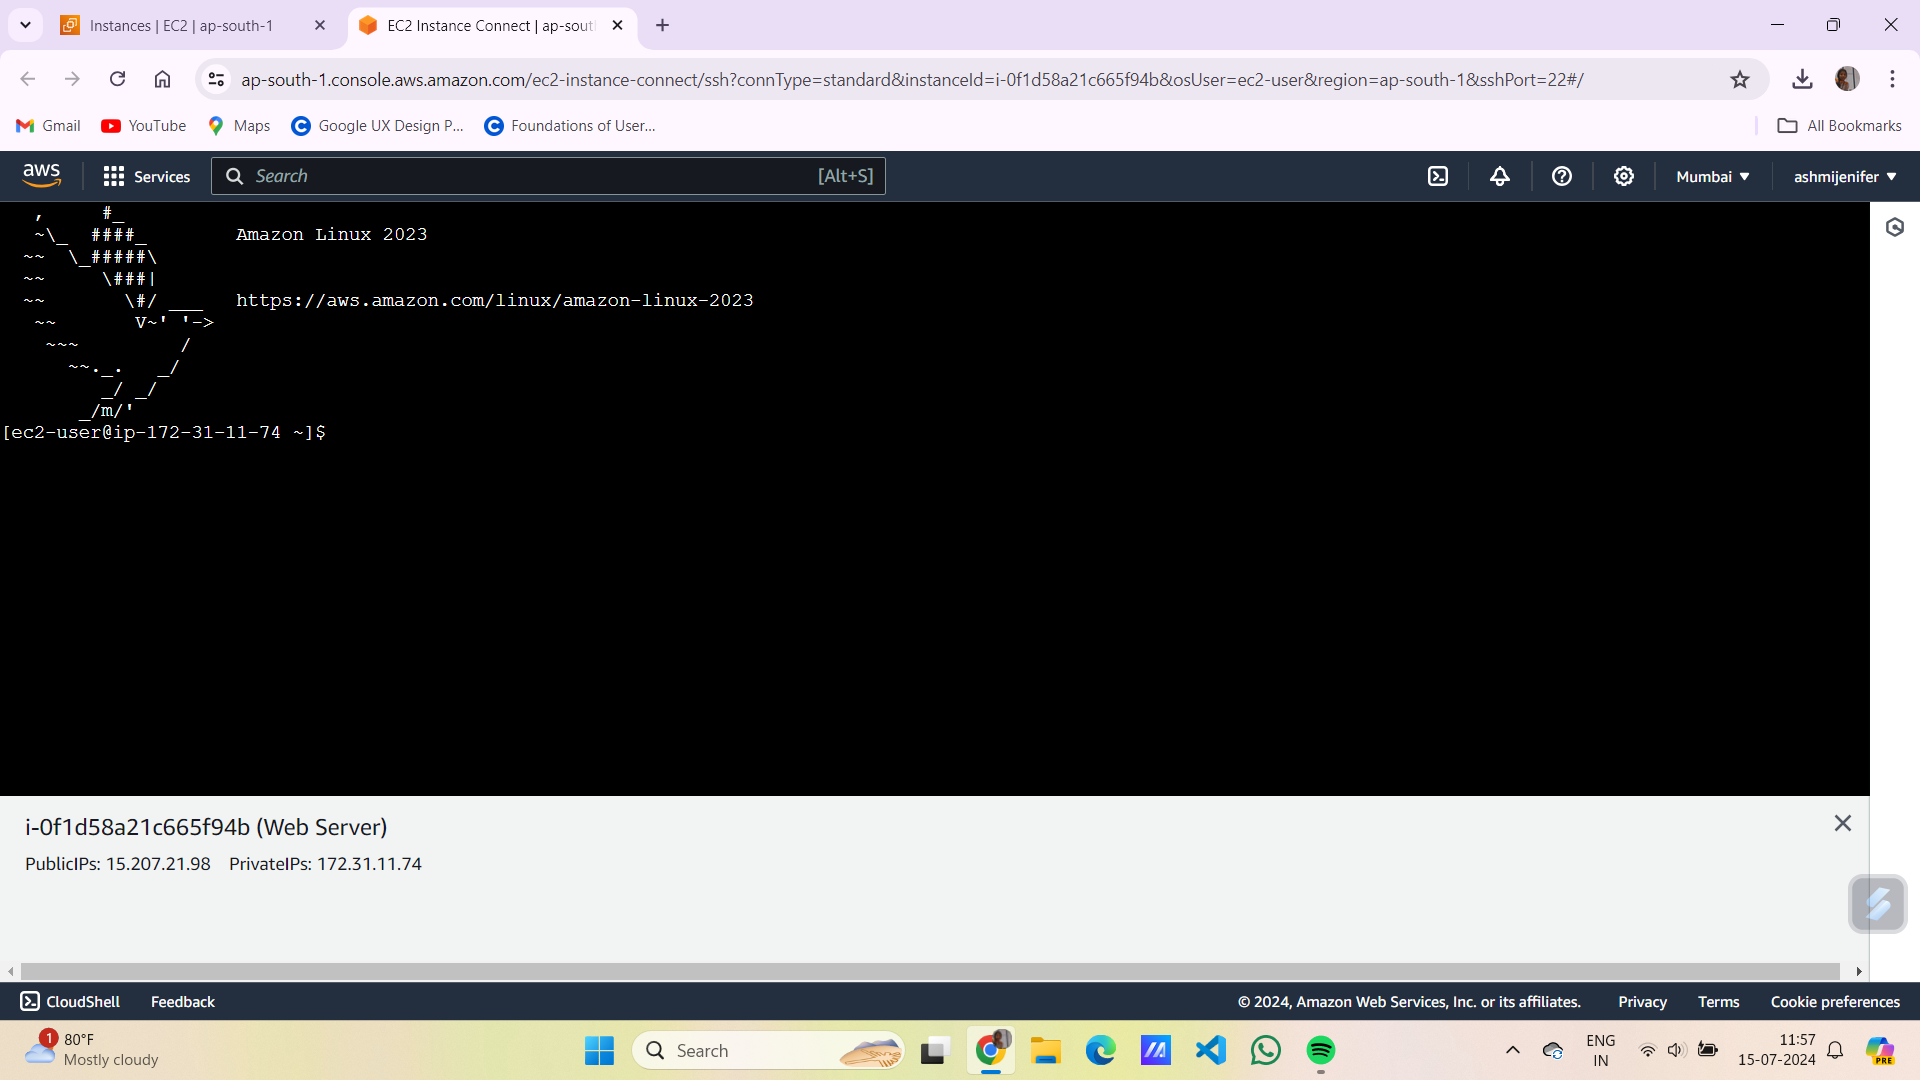 Instances | EC2 | ap-south-1
EC2 Instance Connect | ap-sout
ap-south-1.console.aws.amazon.com/ec2-instance-connect/ssh?connType=standard&instanceId=i-0f1d58a21c665f94b&osUser=ec2-user&region=ap-south-1&sshPort=22#/
Gmail YouTube Maps Google UX Design P... Foundations of User... All Bookmarks
aws Services Search [Alt+S] Mumbai ashmijenifer
   ,     #_
   ~\_  ####_        Amazon Linux 2023
  ~~  \_#####\
  ~~     \###|
  ~~       \#/ ___   https://aws.amazon.com/linux/amazon-linux-2023
   ~~       V~' '->
    ~~~         /
      ~~._.   _/
         _/ _/
       _/m/'
[ec2-user@ip-172-31-11-74 ~]$
i-0f1d58a21c665f94b (Web Server)
PublicIPs: 15.207.21.98 PrivateIPs: 172.31.11.74
CloudShell Feedback © 2024, Amazon Web Services, Inc. or its affiliates. Privacy Terms Cookie preferences
1 80°F
Mostly cloudy
Search
ENG
IN
11:57
15-07-2024
PRE